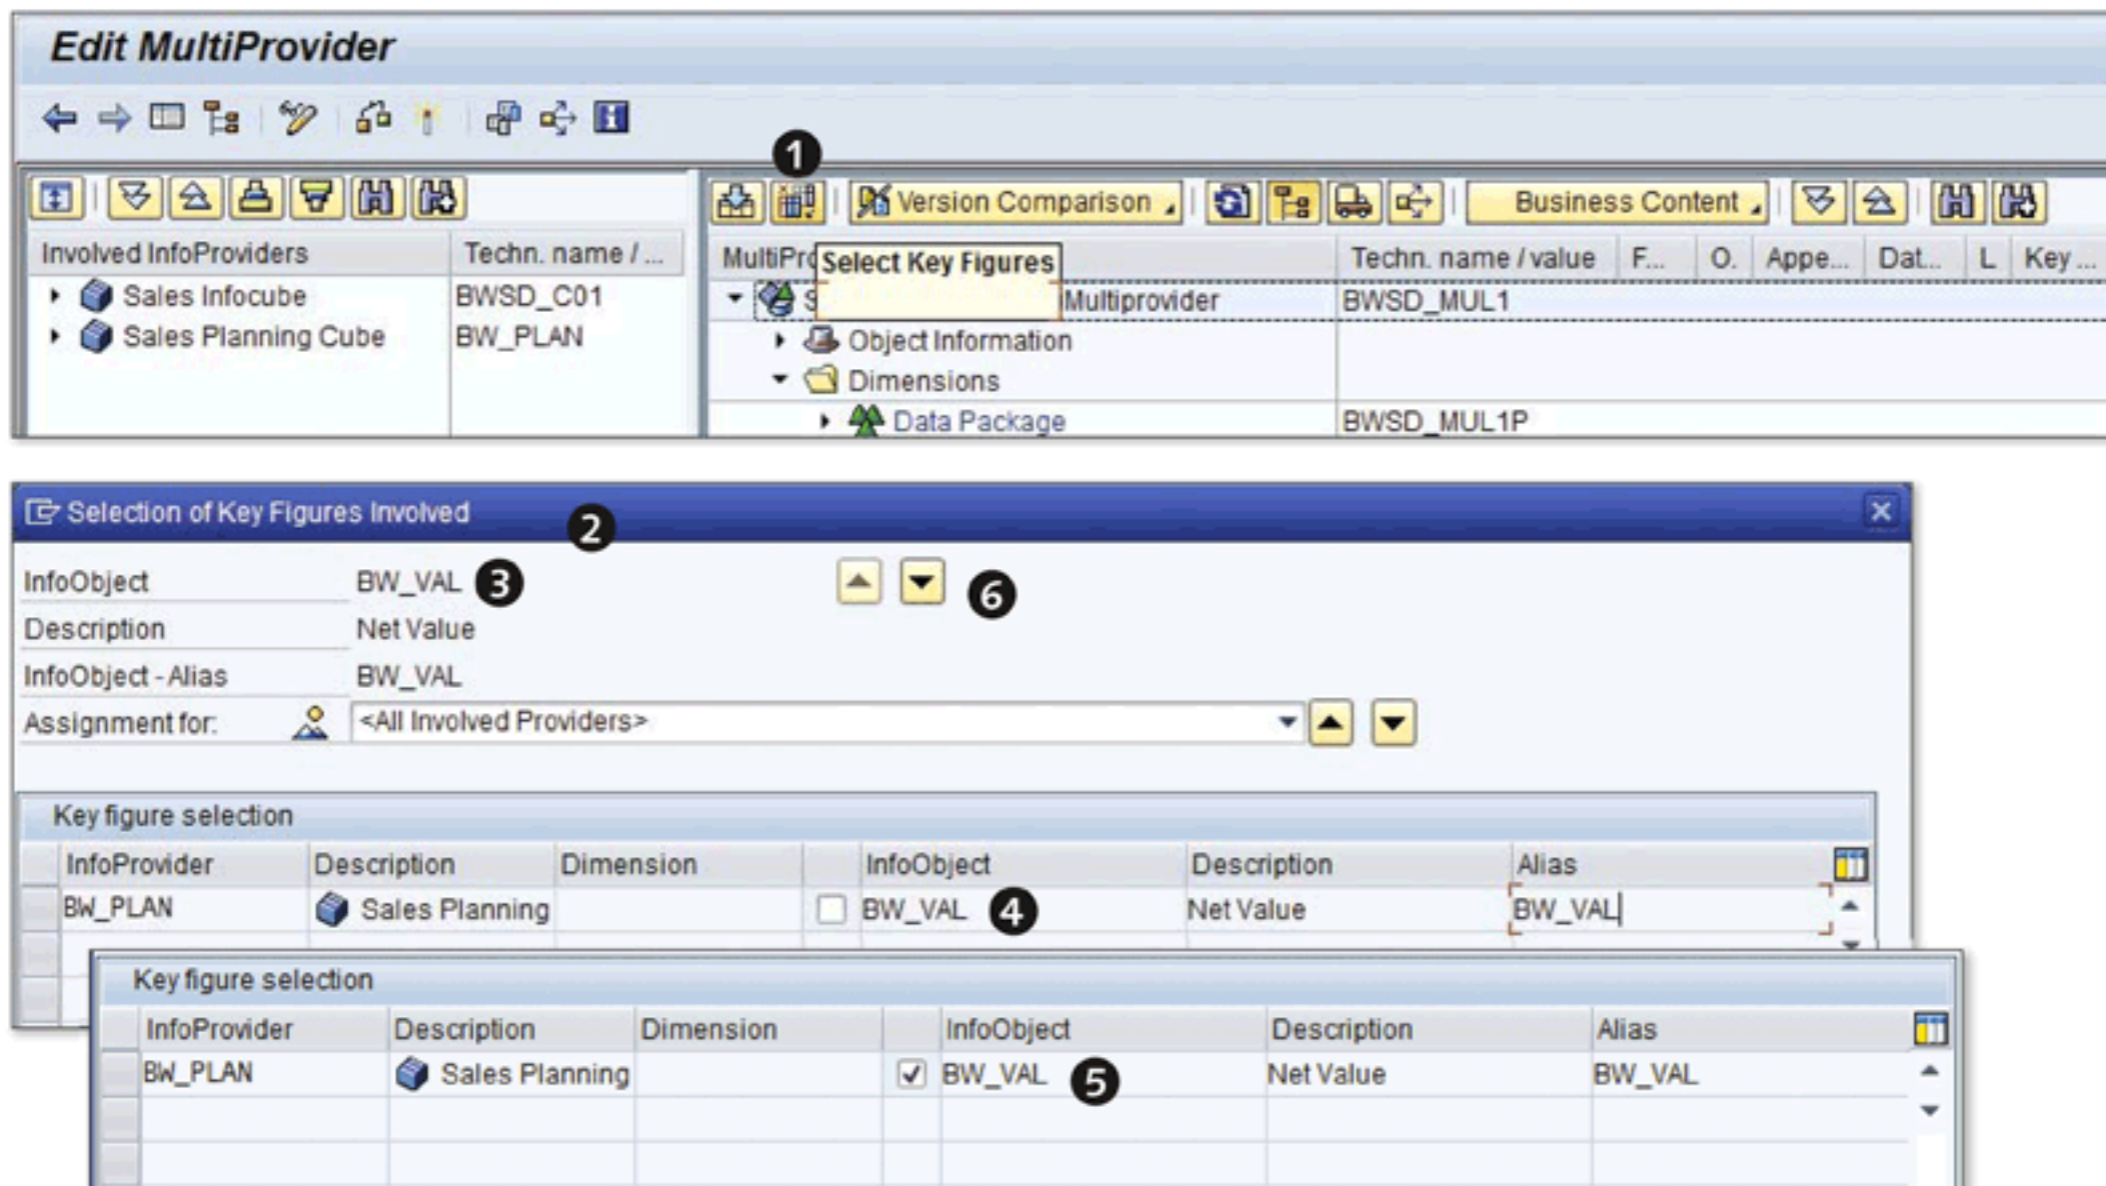 Edit MultiProvider
1
Version Comparison
Business Content
Involved InfoProviders Techn. name / ...
MultiPro Select Key Figures Techn. name / value F... O. Appe... Dat... L Key ...
Sales Infocube BWSD_C01
S Multiprovider BWSD_MUL1
Sales Planning Cube BW_PLAN
Object Information
Dimensions
Data Package BWSD_MUL1P
Selection of Key Figures Involved 2
InfoObject BW_VAL 3 6
Description Net Value
InfoObject - Alias BW_VAL
Assignment for: <All Involved Providers>
Key figure selection
InfoProvider Description Dimension InfoObject Description Alias
BW_PLAN Sales Planning BW_VAL 4 Net Value BW_VAL
Key figure selection
InfoProvider Description Dimension InfoObject Description Alias
BW_PLAN Sales Planning BW_VAL 5 Net Value BW_VAL